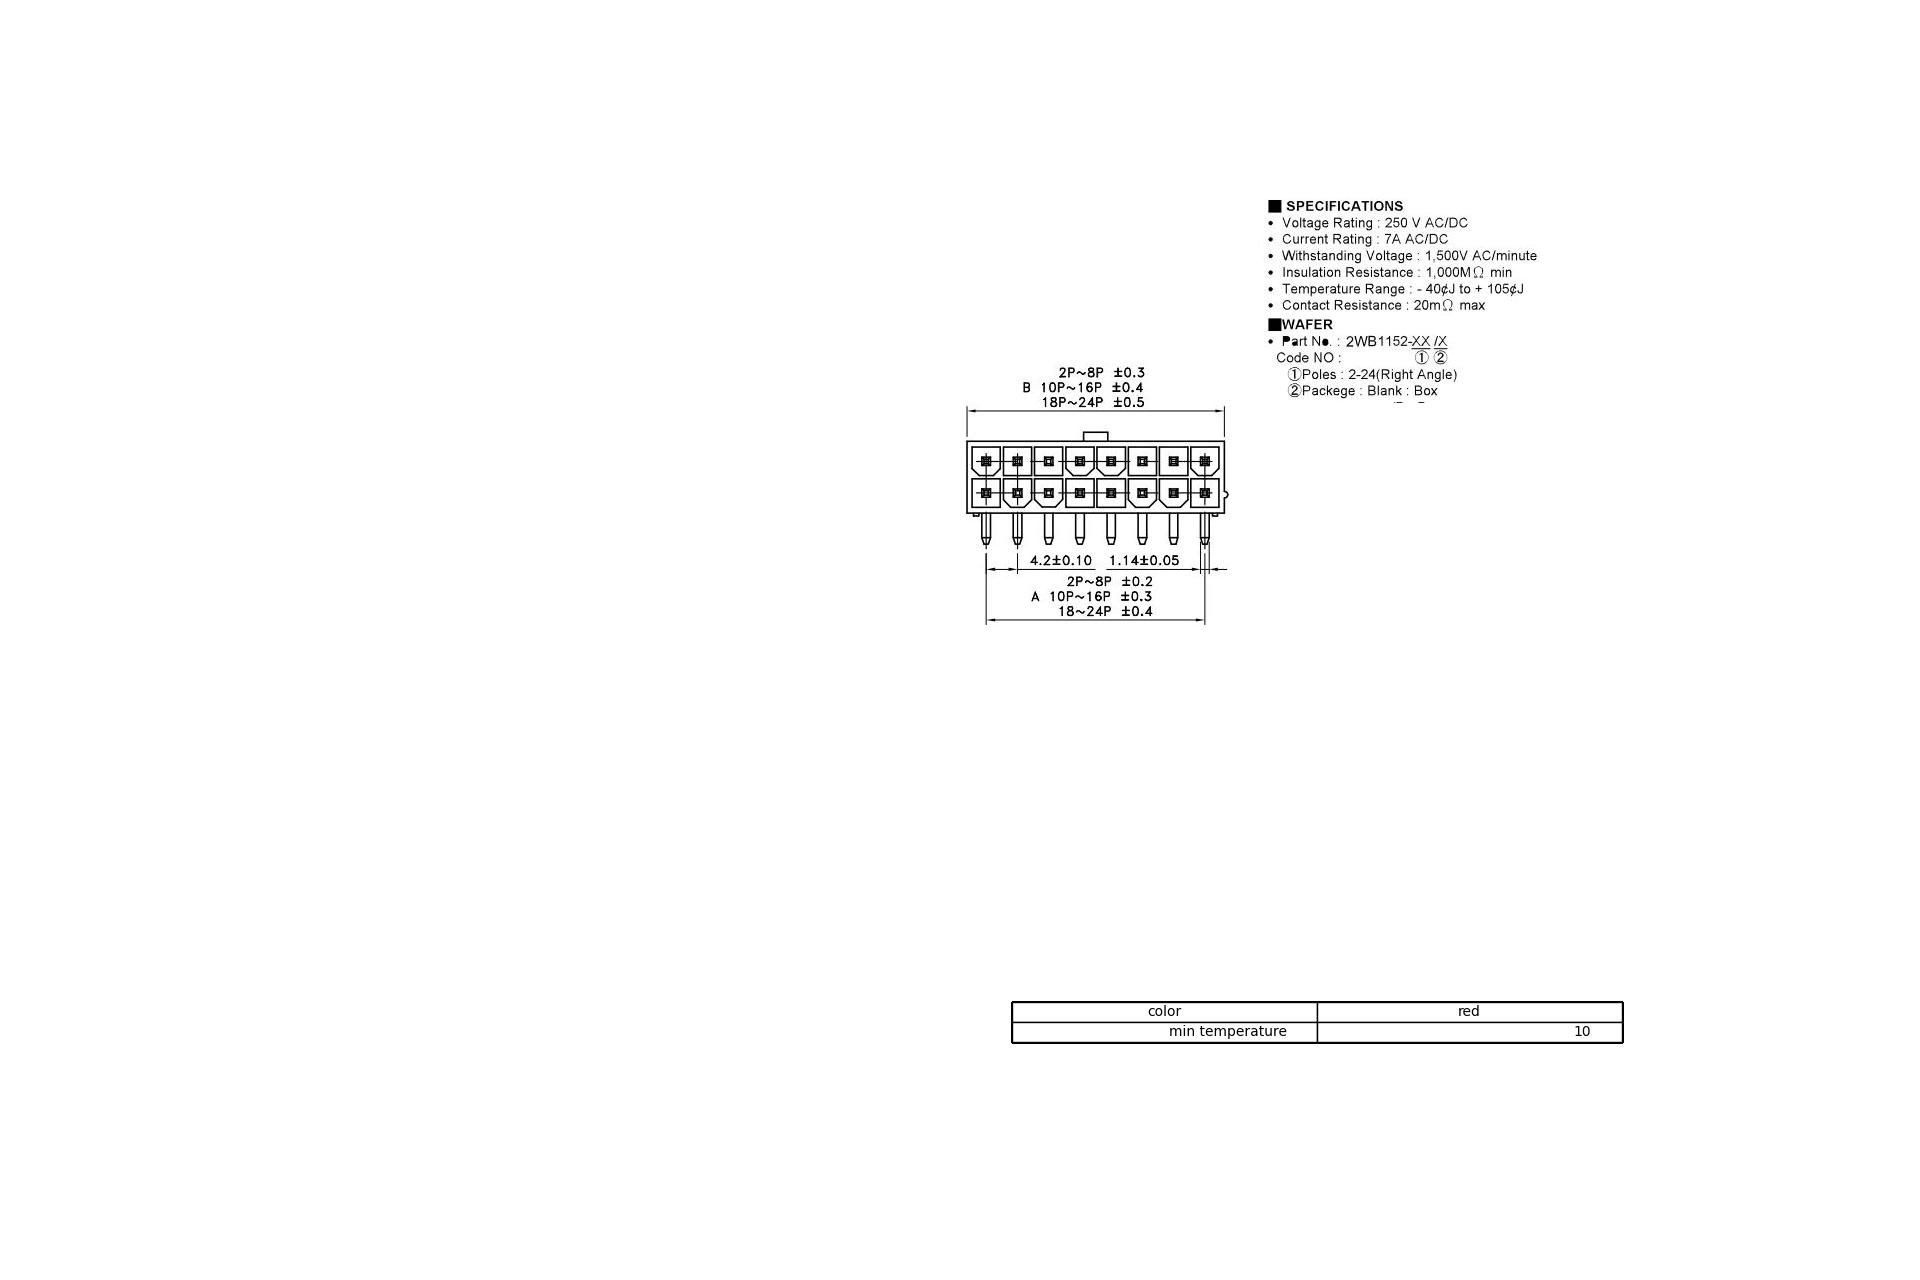 ■ SPECIFICATIONS
• Voltage Rating : 250 V AC/DC
• Current Rating : 7A AC/DC
• Withstanding Voltage : 1,500V AC/minute
• Insulation Resistance : 1,000MΩ min
• Temperature Range : - 40¢J to + 105¢J
• Contact Resistance : 20mΩ max
■WAFER
• Part No. : 2WB1152-XX /X
Code NO : ① ②
①Poles : 2-24(Right Angle)
②Packege : Blank : Box
2P~8P ±0.3
B 10P~16P ±0.4
18P~24P ±0.5
4.2±0.10 1.14±0.05
2P~8P ±0.2
A 10P~16P ±0.3
18~24P ±0.4
color red
min temperature 10